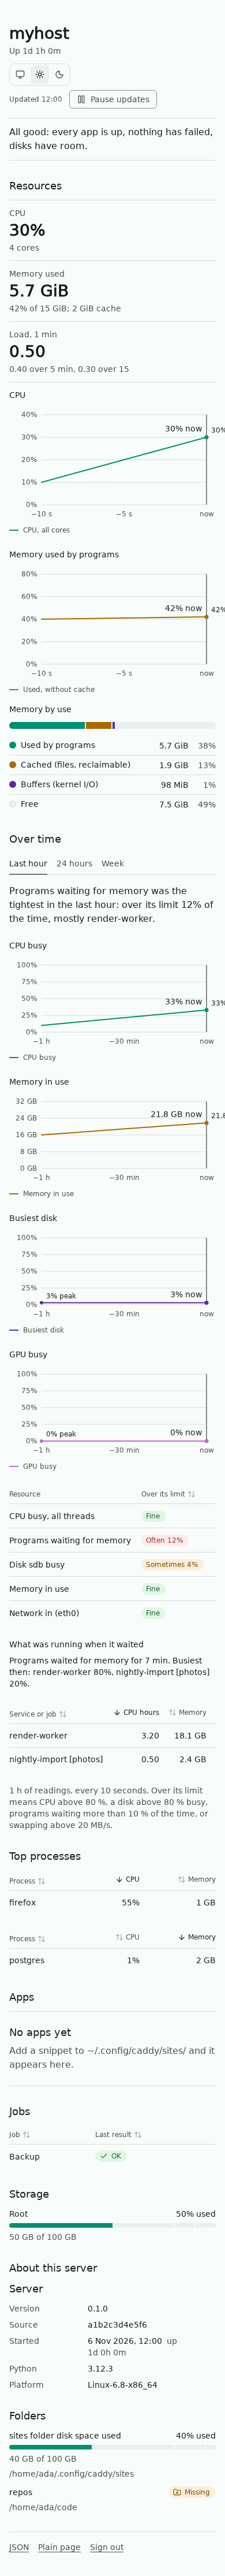 myhost
Up 1d 1h 0m
Updated 12:00
Pause updates
All good: every app is up, nothing has failed,
disks have room.
Resources
CPU
30%
4 cores
Memory used
5.7 GiB
42% of 15 GiB; 2 GiB cache
Load, 1 min
0.50
0.40 over 5 min, 0.30 over 15
CPU
40%
30% now
30%
30%
20%
10%
0%
−10 s −5 s now
CPU, all cores
Memory used by programs
80%
60%
42% now
42%
40%
20%
0%
−10 s −5 s now
Used, without cache
Memory by use
Used by programs 5.7 GiB 38%
Cached (files, reclaimable) 1.9 GiB 13%
Buffers (kernel I/O) 98 MiB 1%
Free 7.5 GiB 49%
Over time
Last hour 24 hours Week
Programs waiting for memory was the
tightest in the last hour: over its limit 12% of
the time, mostly render-worker.
CPU busy
100%
75%
50%
33% now
33%
25%
0%
−1 h −30 min now
CPU busy
Memory in use
32 GB
24 GB
21.8 GB now
21.8
16 GB
8 GB
0 GB
−1 h −30 min now
Memory in use
Busiest disk
100%
75%
50%
25%
3% peak 3% now
0%
−1 h −30 min now
Busiest disk
GPU busy
100%
75%
50%
25%
0% peak 0% now
0%
−1 h −30 min now
GPU busy
Resource Over its limit
CPU busy, all threads Fine
Programs waiting for memory Often 12%
Disk sdb busy Sometimes 4%
Memory in use Fine
Network in (eth0) Fine
What was running when it waited
Programs waited for memory for 7 min. Busiest
then: render-worker 80%, nightly-import [photos]
20%.
Service or job CPU hours Memory
render-worker 3.20 18.1 GB
nightly-import [photos] 0.50 2.4 GB
1 h of readings, every 10 seconds. Over its limit
means CPU above 80 %, a disk above 80 % busy,
programs waiting more than 10 % of the time, or
swapping above 20 MB/s.
Top processes
Process CPU Memory
firefox 55% 1 GB
Process CPU Memory
postgres 1% 2 GB
Apps
No apps yet
Add a snippet to ~/.config/caddy/sites/ and it
appears here.
Jobs
Job Last result
Backup OK
Storage
Root 50% used
50 GB of 100 GB
About this server
Server
Version 0.1.0
Source a1b2c3d4e5f6
Started 6 Nov 2026, 12:00 up
1d 0h 0m
Python 3.12.3
Platform Linux-6.8-x86_64
Folders
sites folder disk space used 40% used
40 GB of 100 GB
/home/ada/.config/caddy/sites
repos Missing
/home/ada/code
JSON Plain page Sign out